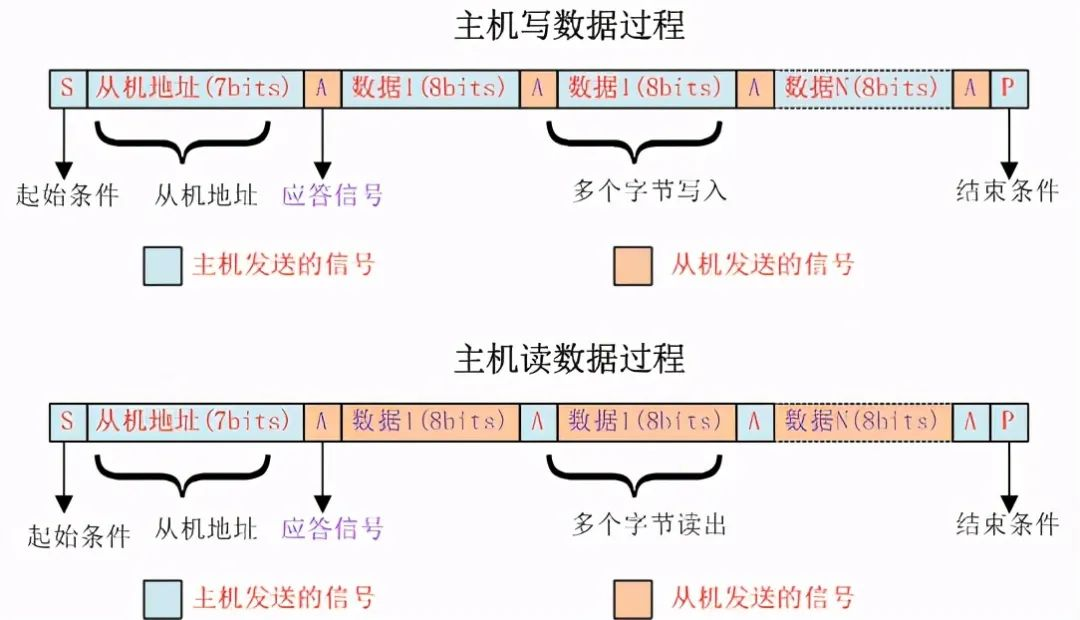 主机写数据过程
S 从机地址(7bits) A 数据1(8bits) A 数据1(8bits) A 数据N(8bits) A P
起始条件 从机地址 应答信号 多个字节写入 结束条件
主机发送的信号 从机发送的信号
主机读数据过程
S 从机地址(7bits) A 数据1(8bits) A 数据1(8bits) A 数据N(8bits) A P
起始条件 从机地址 应答信号 多个字节读出 结束条件
主机发送的信号 从机发送的信号